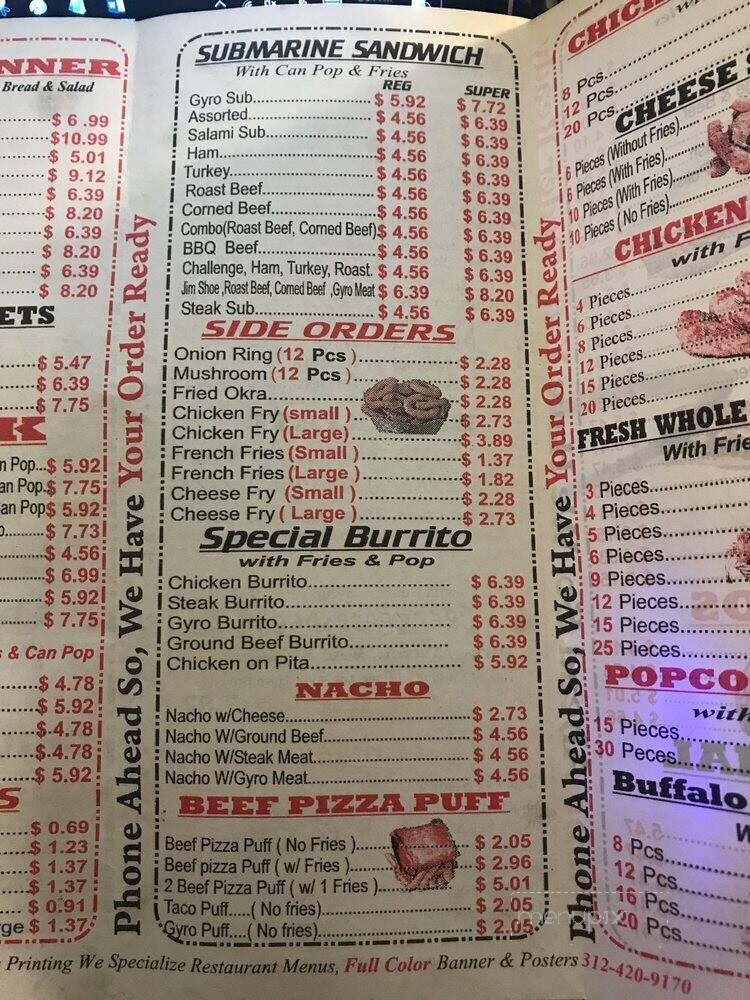 NNER
Bread & Salad
$ 6 .99
$10.99
$ 5.01
$ 9.12
$ 6.39
$ 8.20
$ 6.39
$ 8.20
$ 6.39
$ 8.20
ETS
$ 5.47
$ 6.39
$ 7.75
K
n Pop...$ 5.92
an Pop.$ 7.75
an Pop$ 5.92
$ 7.73
$ 4.56
$ 6.99
$ 5.92
$ 7.75
s & Can Pop
$ 4.78
$ 5.92
$ 4.78
$ 4.78
$ 5.92
S
$ 0.69
$ 1.23
$ 1.37
$ 1.37
$ 0.91
rge $ 1.37
Phone Ahead So, We Have Your Order Ready
SUBMARINE SANDWICH
With Can Pop & Fries
REG SUPER
Gyro Sub $ 5.92 $ 7.72
Assorted $ 4.56 $ 6.39
Salami Sub $ 4.56 $ 6.39
Ham $ 4.56 $ 6.39
Turkey $ 4.56 $ 6.39
Roast Beef $ 4.56 $ 6.39
Corned Beef $ 4.56 $ 6.39
Combo(Roast Beef, Corned Beef)$ 4.56 $ 6.39
BBQ Beef $ 4.56 $ 6.39
Challenge, Ham, Turkey, Roast. $ 4.56 $ 6.39
Jim Shoe ,Roast Beef, Corned Beef ,Gyro Meat $ 6.39 $ 8.20
Steak Sub $ 4.56 $ 6.39
SIDE ORDERS
Onion Ring (12 Pcs ) $ 2.28
Mushroom (12 Pcs ) $ 2.28
Fried Okra $ 2.28
Chicken Fry (small ) $ 2.73
Chicken Fry (Large) $ 3.89
French Fries (Small ) $ 1.37
French Fries (Large ) $ 1.82
Cheese Fry (Small ) $ 2.28
Cheese Fry ( Large ) $ 2.73
Special Burrito
with Fries & Pop
Chicken Burrito $ 6.39
Steak Burrito $ 6.39
Gyro Burrito $ 6.39
Ground Beef Burrito $ 6.39
Chicken on Pita $ 5.92
NACHO
Nacho w/Cheese $ 2.73
Nacho W/Ground Beef $ 4.56
Nacho W/Steak Meat $ 4 56
Nacho W/Gyro Meat $ 4.56
BEEF PIZZA PUFF
Beef Pizza Puff ( No Fries ) $ 2.05
Beef pizza Puff ( w/ Fries ) $ 2.96
2 Beef Pizza Puff ( w/ 1 Fries ) $ 5.01
Taco Puff.....( No fries) $ 2.05
Gyro Puff....( No fries) $ 2.05
Phone Ahead So, We Have Your Order Ready
CHIC
8 Pcs
12 Pcs
20 Pcs
CHEESE
6 Pieces (Without Fries)
6 Pieces (With Fries)
10 Pieces (With Fries)
10 Pieces ( No Fries)
CHICKEN
with F
4 Pieces
6 Pieces
8 Pieces
12 Pieces
15 Pieces
20 Pieces
FRESH WHOLE
With Frie
3 Pieces
4 Pieces
5 Pieces
6 Pieces
9 Pieces
12 Pieces
15 Pieces
25 Pieces
POPCO
with
15 Pieces
30 Peces
Buffalo
W
8 Pcs
12 Pcs
16 Pcs
20 Pcs
Printing We Specialize Restaurant Menus, Full Color Banner & Posters 312-420-9170
menupix